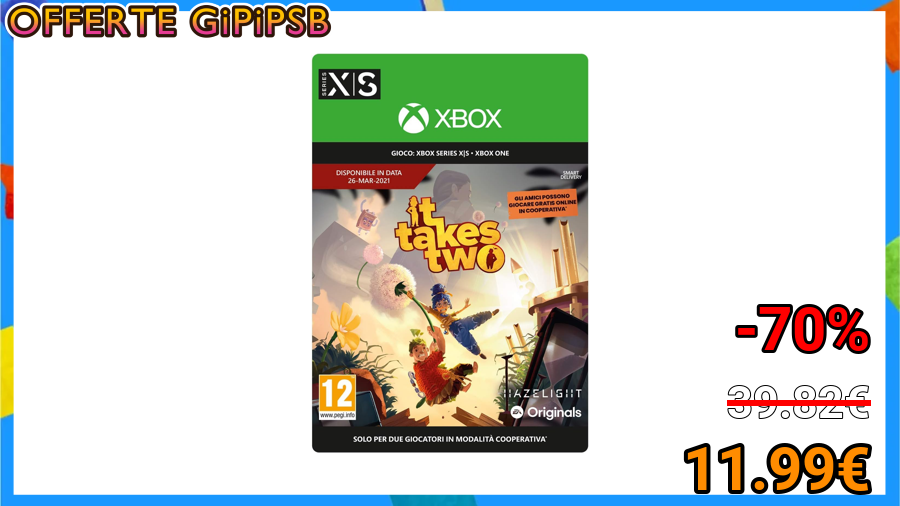 OFFERTE GiPiPSB
SERIES X|S
XBOX
GIOCO: XBOX SERIES X|S • XBOX ONE
DISPONIBILE IN DATA
26-MAR-2021
SMART
DELIVERY
GLI AMICI POSSONO
GIOCARE GRATIS ONLINE
IN COOPERATIVA*
it
takes
two
-70%
39.82€
11.99€
12
www.pegi.info
HAZELIGHT
EA Originals
SOLO PER DUE GIOCATORI IN MODALITÀ COOPERATIVA*